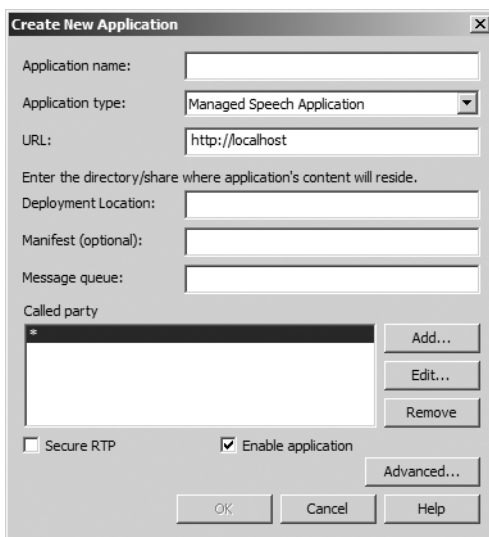 Create New Application
Application name:
Application type: Managed Speech Application
URL: http://localhost
Enter the directory/share where application's content will reside.
Deployment Location:
Manifest (optional):
Message queue:
Called party
*
Add...
Edit...
Remove
Secure RTP Enable application
Advanced...
OK Cancel Help